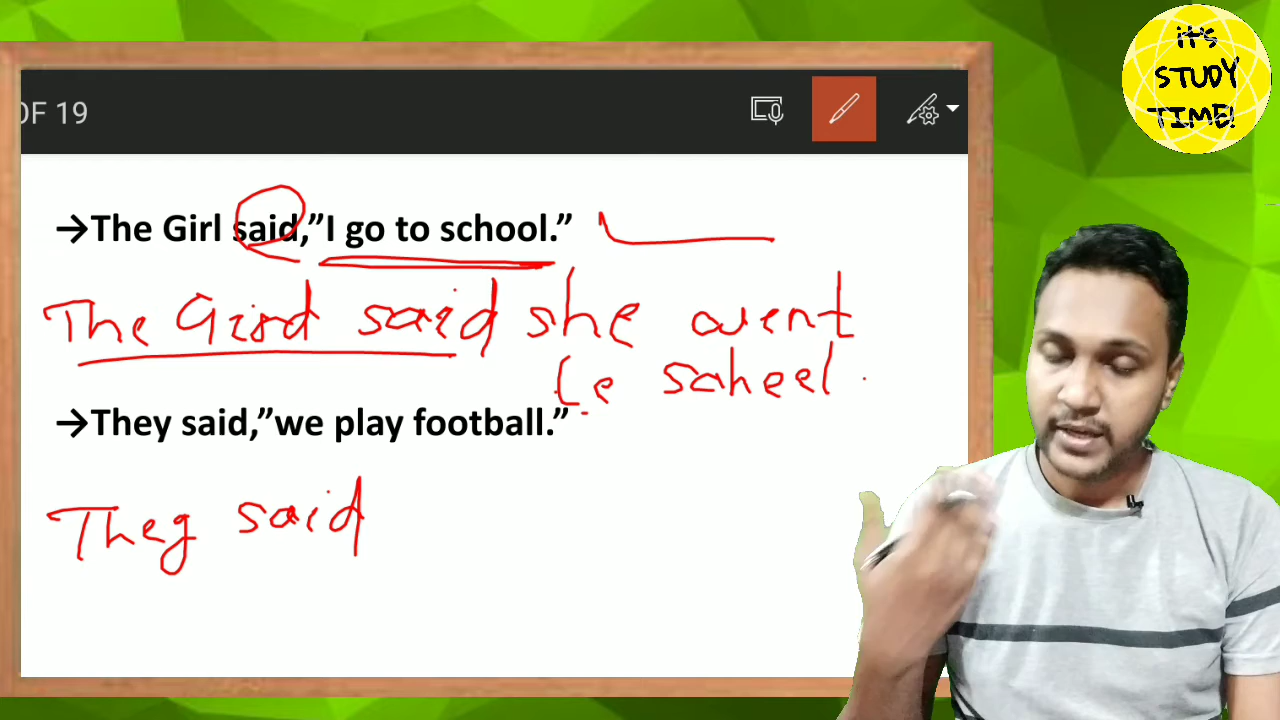 OF 19
it's
STUDY
TIME!
→The Girl said,”I go to school.”
The Girl said she went
to school.
→They said,”we play football.”
They said